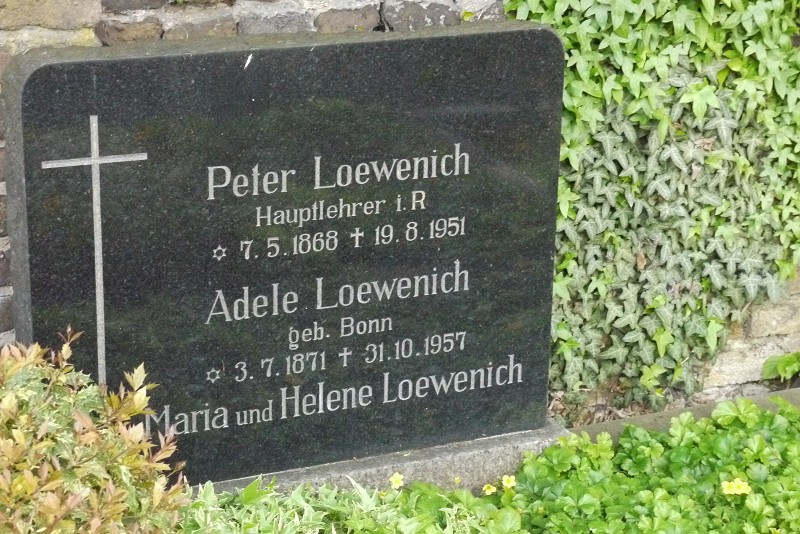 Peter Loewenich
Hauptlehrer i.R
✡ 7.5.1868 ✝ 19.8.1951
Adele Loewenich
geb. Bonn
✡ 3.7.1871 ✝ 31.10.1957
Maria und Helene Loewenich